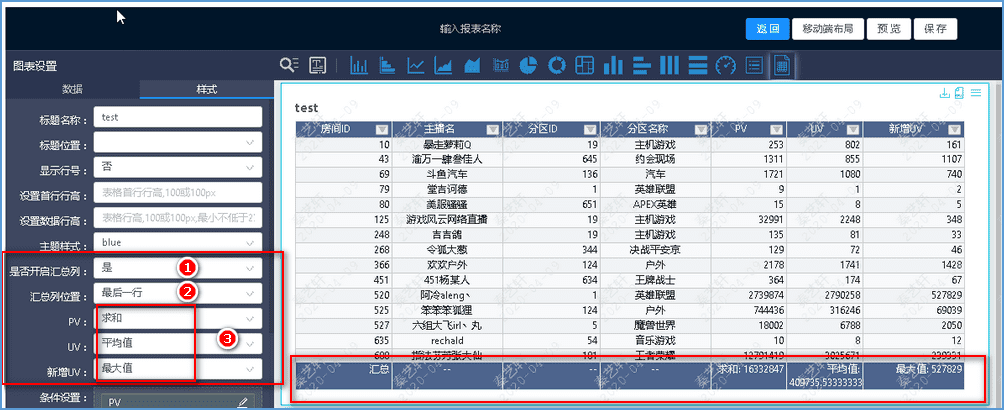 输入报表名称
返回 移动端布局 预览 保存
图表设置
数据 样式
标题名称： test
标题位置：
显示行号： 否
设置首行行高： 表格首行行高,100或100px
设置数据行高： 表格行高,100或100px,最小不低于2
主题样式： blue
是否开启汇总列： 是 1
汇总列位置： 最后一行 2
PV： 求和
UV： 平均值 3
新增UV： 最大值
条件设置： PV
test
房间ID 主播名 分区ID 分区名称 PV UV 新增UV
10 暴走萝莉Q 19 主机游戏 253 802 161
43 渝万一肆叁佳人 645 约会现场 1311 855 1107
69 斗鱼汽车 136 汽车 1721 1080 740
79 堂吉诃德 1 英雄联盟 9 1 2
80 美服骚骚 651 APEX英雄 15 8 5
125 游戏风云网络直播 19 主机游戏 32991 2248 348
248 吉吉鸽 19 主机游戏 135 81 33
268 令狐大葱 344 决战平安京 129 72 46
366 欢欢户外 124 户外 2178 1741 1428
451 451杨某人 634 王牌战士 364 174 67
520 阿冷aleng丶 1 英雄联盟 2739874 2790258 527829
525 笨笨笨狐狸 124 户外 744436 316246 69039
527 六组大飞irl丶丸 5 魔兽世界 18002 6788 2050
635 rechald 54 音乐游戏 10 8 12
688 指法芬芳张大仙 181 王者荣耀
汇总 -- -- -- 求和: 16332847 平均值: 409735.53333333 最大值: 527829